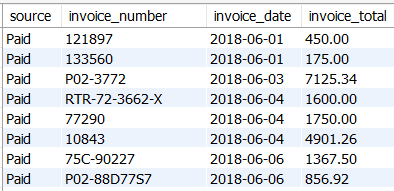 source invoice_number invoice_date invoice_total
Paid 121897 2018-06-01 450.00
Paid 133560 2018-06-01 175.00
Paid P02-3772 2018-06-03 7125.34
Paid RTR-72-3662-X 2018-06-04 1600.00
Paid 77290 2018-06-04 1750.00
Paid 10843 2018-06-04 4901.26
Paid 75C-90227 2018-06-06 1367.50
Paid P02-88D77S7 2018-06-06 856.92